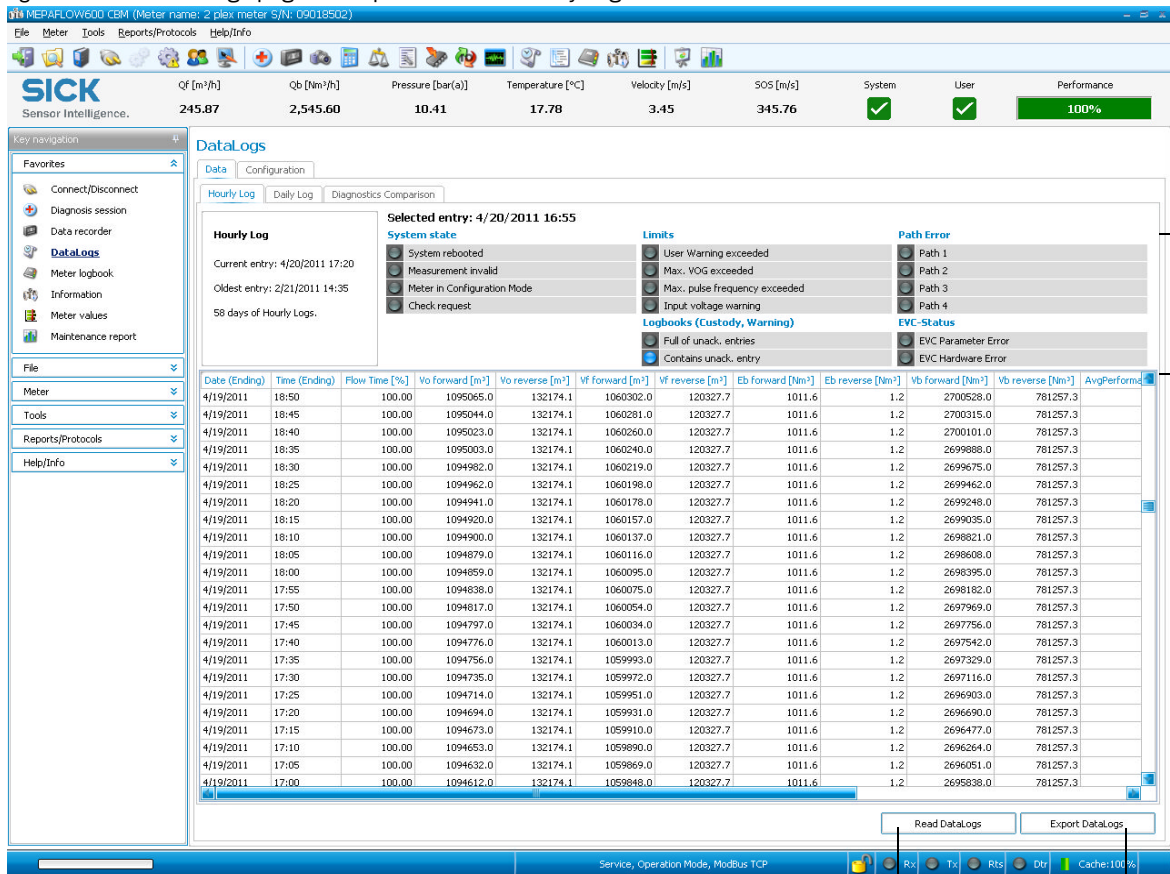 MEPAFLOW600 CBM (Meter name: 2 plex meter S/N: 09018502)
File Meter Tools Reports/Protocols Help/Info
SICK
Sensor Intelligence.
Qf [m³/h] Qb [Nm³/h] Pressure [bar(a)] Temperature [°C] Velocity [m/s] SOS [m/s] System User Performance
245.87 2,545.60 10.41 17.78 3.45 345.76 100%
Key navigation
Favorites
Connect/Disconnect
Diagnosis session
Data recorder
DataLogs
Meter logbook
Information
Meter values
Maintenance report
File
Meter
Tools
Reports/Protocols
Help/Info
DataLogs
Data Configuration
Hourly Log Daily Log Diagnostics Comparison
Hourly Log
Current entry: 4/20/2011 17:20
Oldest entry: 2/21/2011 14:35
58 days of Hourly Logs.
Selected entry: 4/20/2011 16:55
System state
System rebooted
Measurement invalid
Meter in Configuration Mode
Check request
Limits
User Warning exceeded
Max. VOG exceeded
Max. pulse frequency exceeded
Input voltage warning
Logbooks (Custody, Warning)
Full of unack. entries
Contains unack. entry
Path Error
Path 1
Path 2
Path 3
Path 4
EVC-Status
EVC Parameter Error
EVC Hardware Error
Date (Ending) Time (Ending) Flow Time [%] Vo forward [m³] Vo reverse [m³] Vf forward [m³] Vf reverse [m³] Eb forward [Nm³] Eb reverse [Nm³] Vb forward [Nm³] Vb reverse [Nm³] AvgPerforma
4/19/2011 18:50 100.00 1095065.0 132174.1 1060302.0 120327.7 1011.6 1.2 2700528.0 781257.3
4/19/2011 18:45 100.00 1095044.0 132174.1 1060281.0 120327.7 1011.6 1.2 2700315.0 781257.3
4/19/2011 18:40 100.00 1095023.0 132174.1 1060260.0 120327.7 1011.6 1.2 2700101.0 781257.3
4/19/2011 18:35 100.00 1095003.0 132174.1 1060240.0 120327.7 1011.6 1.2 2699888.0 781257.3
4/19/2011 18:30 100.00 1094982.0 132174.1 1060219.0 120327.7 1011.6 1.2 2699675.0 781257.3
4/19/2011 18:25 100.00 1094962.0 132174.1 1060198.0 120327.7 1011.6 1.2 2699462.0 781257.3
4/19/2011 18:20 100.00 1094941.0 132174.1 1060178.0 120327.7 1011.6 1.2 2699248.0 781257.3
4/19/2011 18:15 100.00 1094920.0 132174.1 1060157.0 120327.7 1011.6 1.2 2699035.0 781257.3
4/19/2011 18:10 100.00 1094900.0 132174.1 1060137.0 120327.7 1011.6 1.2 2698821.0 781257.3
4/19/2011 18:05 100.00 1094879.0 132174.1 1060116.0 120327.7 1011.6 1.2 2698608.0 781257.3
4/19/2011 18:00 100.00 1094859.0 132174.1 1060095.0 120327.7 1011.6 1.2 2698395.0 781257.3
4/19/2011 17:55 100.00 1094838.0 132174.1 1060075.0 120327.7 1011.6 1.2 2698182.0 781257.3
4/19/2011 17:50 100.00 1094817.0 132174.1 1060054.0 120327.7 1011.6 1.2 2697969.0 781257.3
4/19/2011 17:45 100.00 1094797.0 132174.1 1060034.0 120327.7 1011.6 1.2 2697756.0 781257.3
4/19/2011 17:40 100.00 1094776.0 132174.1 1060013.0 120327.7 1011.6 1.2 2697542.0 781257.3
4/19/2011 17:35 100.00 1094756.0 132174.1 1059993.0 120327.7 1011.6 1.2 2697329.0 781257.3
4/19/2011 17:30 100.00 1094735.0 132174.1 1059972.0 120327.7 1011.6 1.2 2697116.0 781257.3
4/19/2011 17:25 100.00 1094714.0 132174.1 1059951.0 120327.7 1011.6 1.2 2696903.0 781257.3
4/19/2011 17:20 100.00 1094694.0 132174.1 1059931.0 120327.7 1011.6 1.2 2696690.0 781257.3
4/19/2011 17:15 100.00 1094673.0 132174.1 1059910.0 120327.7 1011.6 1.2 2696477.0 781257.3
4/19/2011 17:10 100.00 1094653.0 132174.1 1059890.0 120327.7 1011.6 1.2 2696264.0 781257.3
4/19/2011 17:05 100.00 1094632.0 132174.1 1059869.0 120327.7 1011.6 1.2 2696051.0 781257.3
4/19/2011 17:00 100.00 1094612.0 132174.1 1059848.0 120327.7 1011.6 1.2 2695838.0 781257.3
Read DataLogs Export DataLogs
Service, Operation Mode, ModBus TCP Rx Tx Rts Dtr Cache:100%